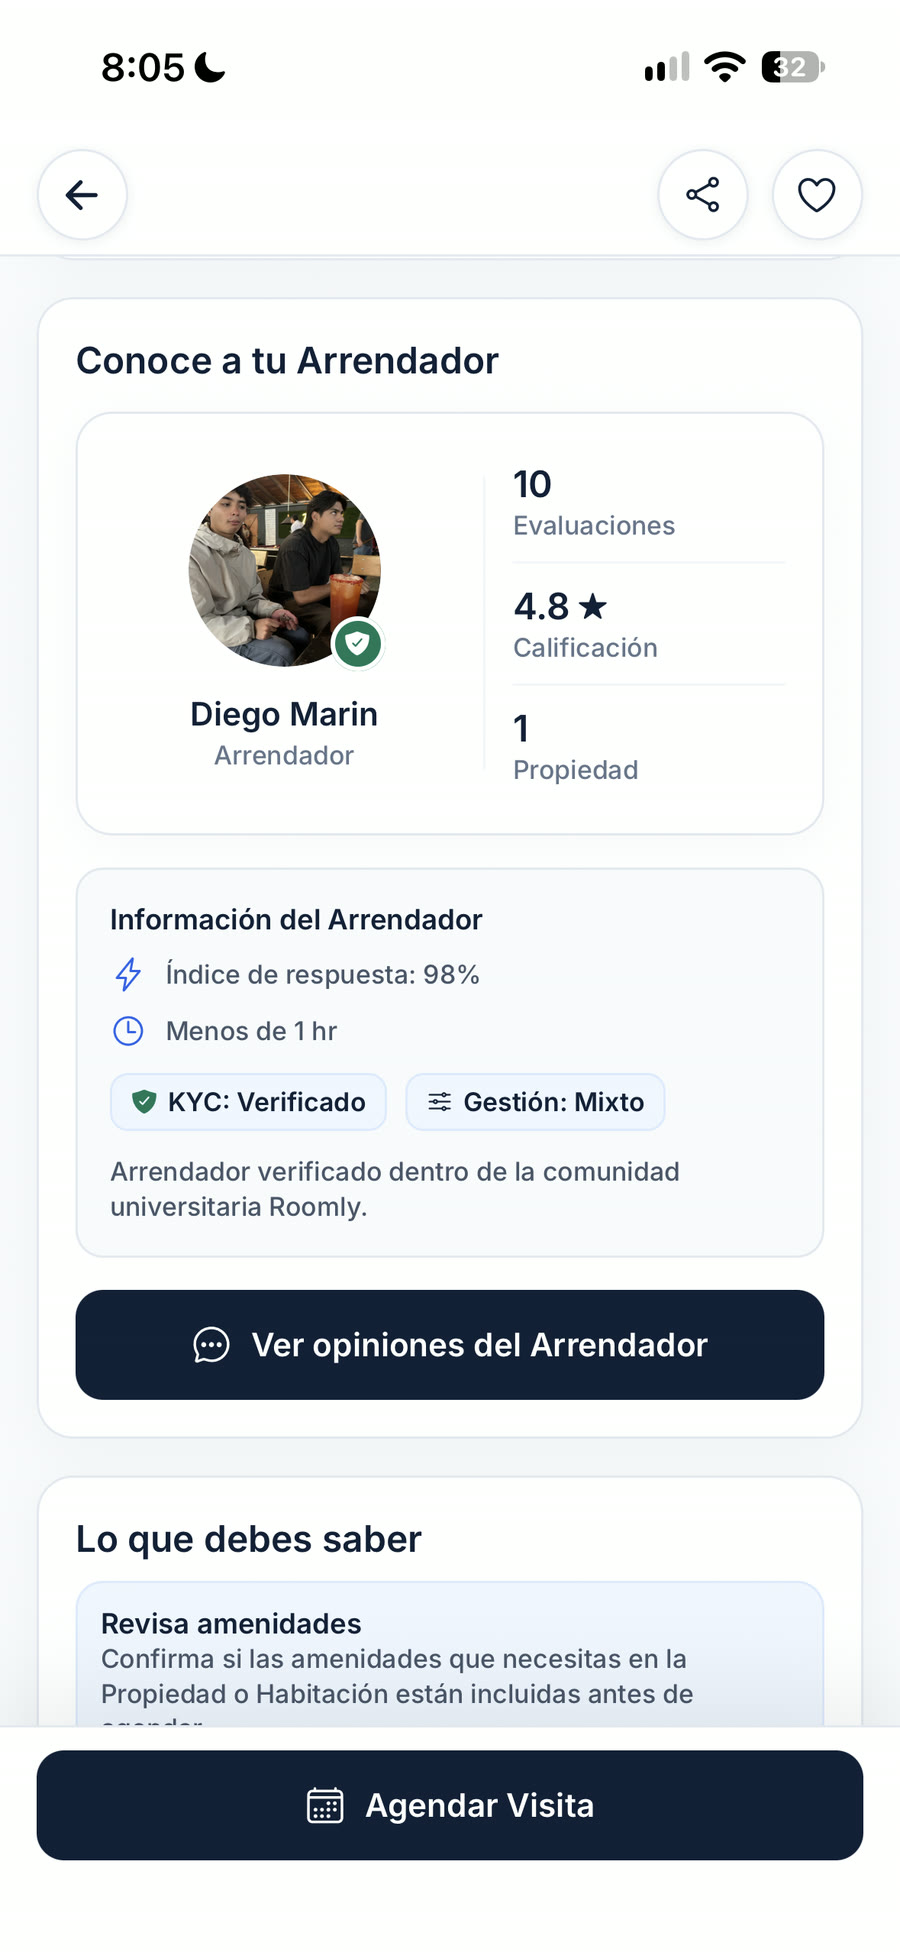 8:05
32
Conoce a tu Arrendador
10
Evaluaciones
4.8 ★
Calificación
1
Propiedad
Diego Marin
Arrendador
Información del Arrendador
Índice de respuesta: 98%
Menos de 1 hr
KYC: Verificado
Gestión: Mixto
Arrendador verificado dentro de la comunidad
universitaria Roomly.
Ver opiniones del Arrendador
Lo que debes saber
Revisa amenidades
Confirma si las amenidades que necesitas en la
Propiedad o Habitación están incluidas antes de
Agendar Visita